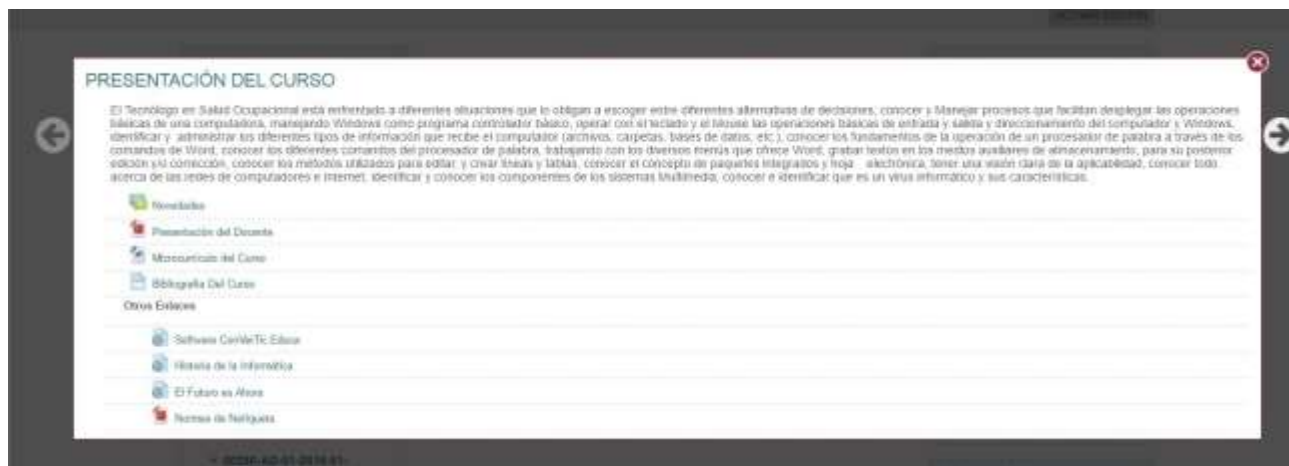 PRESENTACIÓN DEL CURSO
El Tecnólogo en Salud Ocupacional está enfrentado a diferentes situaciones que lo obligan a escoger entre diferentes alternativas de decisiones, conocer y Manejar procesos que facilitan desplegar las operaciones
básicas de una computadora, manejando Windows como programa controlador básico, operar con el teclado y el Mouse las operaciones básicas de entrada y salida y direccionamiento del computador y Windows,
identificar y administrar los diferentes tipos de información que recibe el computador (archivos, carpetas, bases de datos, etc.), conocer los fundamentos de la operación de un procesador de palabra a través de los
comandos de Word, conocer los diferentes comandos del procesador de palabra, trabajando con los diversos menús que ofrece Word, grabar textos en los medios auxiliares de almacenamiento, para su posterior
edición y/o corrección, conocer los métodos utilizados para editar y crear líneas y tablas, conocer el concepto de paquetes integrados y hoja electrónica, tener una visión clara de la aplicabilidad, conocer todo
acerca de las redes de computadores e Internet, identificar y conocer los componentes de los sistemas Multimedia, conocer e identificar que es un virus informático y sus características.
Novedades
Presentación del Docente
Microcurrículo del Curso
Bibliografía Del Curso
Otros Enlaces
Software ConVerTic Educa
Historia de la Informática
El Futuro es Ahora
Normas de Netiqueta